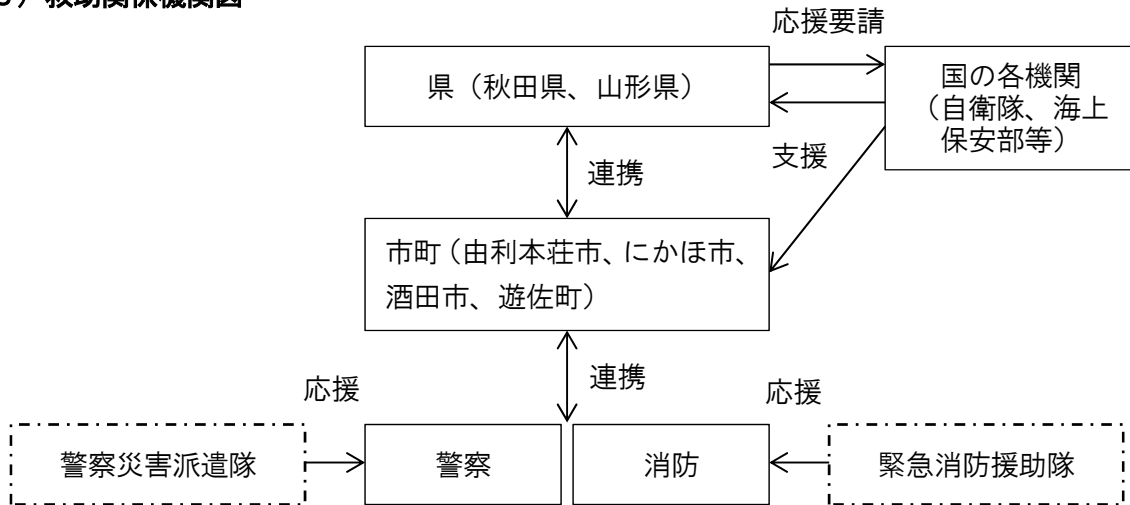 ）救助関係機関図
応援要請
県（秋田県、山形県）
国の各機関
（自衛隊、海上
保安部等）
支援
連携
市町（由利本荘市、にかほ市、
酒田市、遊佐町）
連携
応援
応援
警察災害派遣隊
警察
消防
緊急消防援助隊